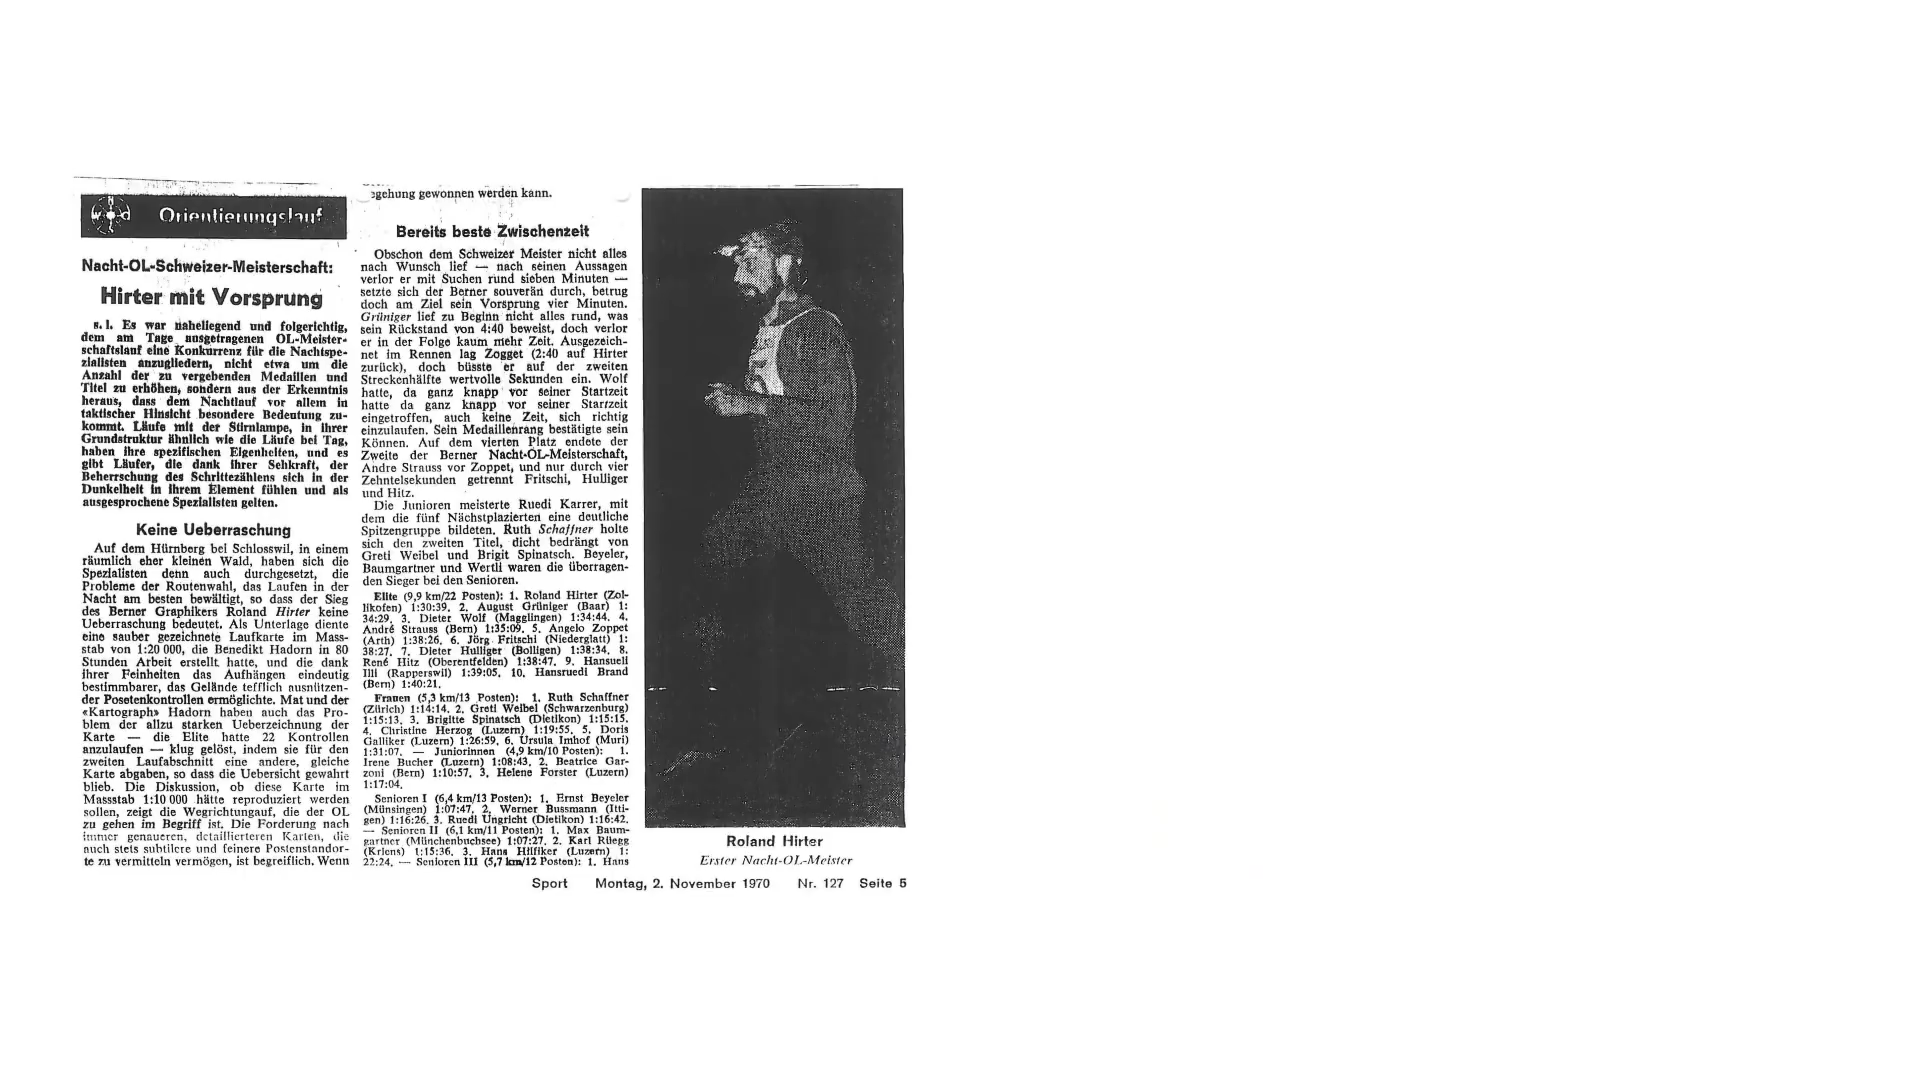 Orientierungslauf
Nacht-OL-Schweizer-Meisterschaft:
Hirter mit Vorsprung
s. l. Es war naheliegend und folgerichtig,
dem am Tage ausgetragenen OL-Meister-
schaftslauf eine Konkurrenz für die Nachtspe-
zialisten anzugliedern, nicht etwa um die
Anzahl der zu vergebenden Medaillen und
Titel zu erhöhen, sondern aus der Erkenntnis
heraus, dass dem Nachtlauf vor allem in
taktischer Hinsicht besondere Bedeutung zu-
kommt. Läufe mit der Stirnlampe, in ihrer
Grundstruktur ähnlich wie die Läufe bei Tag,
haben ihre spezifischen Eigenheiten, und es
gibt Läufer, die dank ihrer Sehkraft, der
Beherrschung des Schrittezählens sich in der
Dunkelheit in ihrem Element fühlen und als
ausgesprochene Spezialisten gelten.
Keine Ueberraschung
Auf dem Hürnberg bei Schlosswil, in einem
räumlich eher kleinen Wald, haben sich die
Spezialisten denn auch durchgesetzt, die
Probleme der Routenwahl, das Laufen in der
Nacht am besten bewältigt, so dass der Sieg
des Berner Graphikers Roland Hirter keine
Ueberraschung bedeutet. Als Unterlage diente
eine sauber gezeichnete Laufkarte im Mass-
stab von 1:20 000, die Benedikt Hadorn in 80
Stunden Arbeit erstellt hatte, und die dank
ihrer Feinheiten das Aufhängen eindeutig
bestimmbarer, das Gelände tefflich ausnützen-
der Posetenkontrollen ermöglichte. Mat und der
«Kartograph» Hadorn haben auch das Pro-
blem der allzu starken Ueberzeichnung der
Karte — die Elite hatte 22 Kontrollen
anzulaufen — klug gelöst, indem sie für den
zweiten Laufabschnitt eine andere, gleiche
Karte abgaben, so dass die Uebersicht gewahrt
blieb. Die Diskussion, ob diese Karte im
Massstab 1:10 000 hätte reproduziert werden
sollen, zeigt die Wegrichtungauf, die der OL
zu gehen im Begriff ist. Die Forderung nach
immer genaueren, detaillierteren Karten, die
auch stets subtilere und feinere Postenstandor-
te zu vermitteln vermögen, ist begreiflich. Wenn
gehung gewonnen werden kann.
Bereits beste Zwischenzeit
Obschon dem Schweizer Meister nicht alles
nach Wunsch lief — nach seinen Aussagen
verlor er mit Suchen rund sieben Minuten —
setzte sich der Berner souverän durch, betrug
doch am Ziel sein Vorsprung vier Minuten.
Grüniger lief zu Beginn nicht alles rund, was
sein Rückstand von 4:40 beweist, doch verlor
er in der Folge kaum mehr Zeit. Ausgezeich-
net im Rennen lag Zogget (2:40 auf Hirter
zurück), doch büsste er auf der zweiten
Streckenhälfte wertvolle Sekunden ein. Wolf
hatte, da ganz knapp vor seiner Startzeit
hatte da ganz knapp vor seiner Startzeit
eingetroffen, auch keine Zeit, sich richtig
einzulaufen. Sein Medaillenrang bestätigte sein
Können. Auf dem vierten Platz endete der
Zweite der Berner Nacht-OL-Meisterschaft,
Andre Strauss vor Zoppet, und nur durch vier
Zehntelsekunden getrennt Fritschi, Hulliger
und Hitz.
Die Junioren meisterte Ruedi Karrer, mit
dem die fünf Nächstplazierten eine deutliche
Spitzengruppe bildeten. Ruth Schaffner holte
sich den zweiten Titel, dicht bedrängt von
Greti Weibel und Brigit Spinatsch. Beyeler,
Baumgartner und Wertli waren die überragen-
den Sieger bei den Senioren.
Elite (9,9 km/22 Posten): 1. Roland Hirter (Zol-
likofen) 1:30:39. 2. August Grüniger (Baar) 1:
34:29. 3. Dieter Wolf (Magglingen) 1:34:44. 4.
André Strauss (Bern) 1:35:09. 5. Angelo Zoppet
(Arth) 1:38:26. 6. Jörg Fritschi (Niederglatt) 1:
38:27. 7. Dieter Hulliger (Bolligen) 1:38:34. 8.
René Hitz (Oberentfelden) 1:38:47. 9. Hansueli
Illi (Rapperswil) 1:39:05. 10. Hansruedi Brand
(Bern) 1:40:21.
Frauen (5,3 km/13 Posten): 1. Ruth Schaffner
(Zürich) 1:14:14. 2. Greti Weibel (Schwarzenburg)
1:15:13. 3. Brigitte Spinatsch (Dietikon) 1:15:15.
4. Christine Herzog (Luzern) 1:19:55. 5. Doris
Galliker (Luzern) 1:26:59. 6. Ursula Imhof (Muri)
1:31:07. — Juniorinnen (4,9 km/10 Posten): 1.
Irene Bucher (Luzern) 1:08:43. 2. Beatrice Gar-
zoni (Bern) 1:10:57. 3. Helene Forster (Luzern)
1:17:04.
Senioren I (6,4 km/13 Posten): 1. Ernst Beyeler
(Münsingen) 1:07:47. 2. Werner Bussmann (Itti-
gen) 1:16:26. 3. Ruedi Ungricht (Dietikon) 1:16:42.
— Senioren II (6,1 km/11 Posten): 1. Max Baum-
gartner (Münchenbuchsee) 1:07:27. 2. Karl Rüegg
(Kriens) 1:15:36. 3. Hans Hilfiker (Luzern) 1:
22:24. — Senioren III (5,7 km/12 Posten): 1. Hans
Roland Hirter
Erster Nacht-OL-Meister
Sport Montag, 2. November 1970 Nr. 127 Seite 5